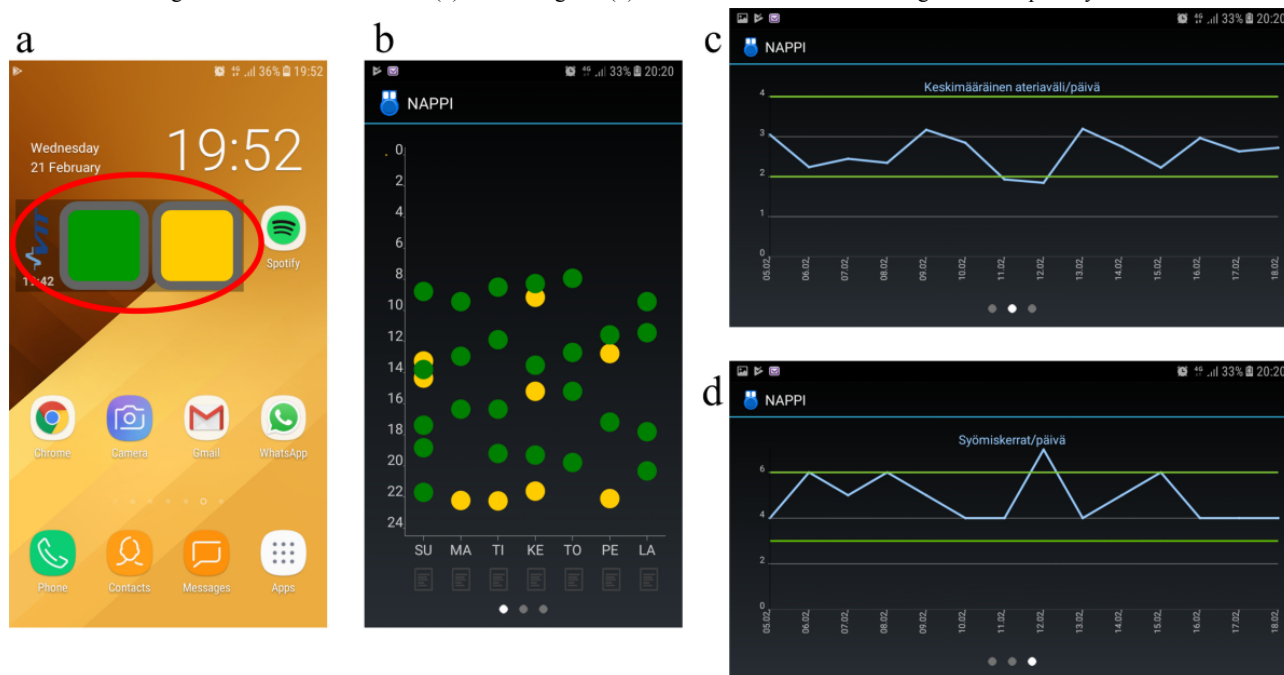 a
36% 19:52
Wednesday
21 February
19:52
VTT
Spotify
Chrome
Camera
Gmail
WhatsApp
Phone
Contacts
Messages
Apps
b
4G 33% 20:20
NAPPI
0
2
4
6
8
10
12
14
16
18
20
22
24
SU MA TI KE TO PE LA
c
4G 33% 20:20
NAPPI
Keskimääräinen ateriaväli/päivä
4
3
2
1
0
05.02, 06.02, 07.02, 08.02, 09.02, 10.02, 11.02, 12.02, 13.02, 14.02, 15.02, 16.02, 17.02, 18.02,
d
4G 33% 20:20
NAPPI
Syömiskerrat/päivä
6
4
2
0
05.02, 06.02, 07.02, 08.02, 09.02, 10.02, 11.02, 12.02, 13.02, 14.02, 15.02, 16.02, 17.02, 18.02,